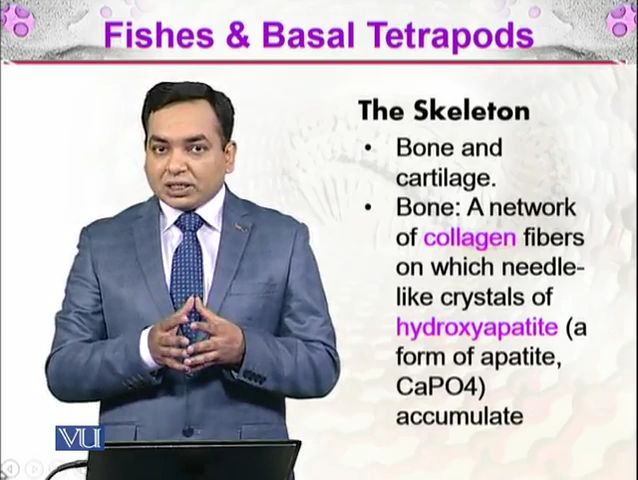 Fishes & Basal Tetrapods
The Skeleton
• Bone and
cartilage.
• Bone: A network
of collagen fibers
on which needle-
like crystals of
hydroxyapatite (a
form of apatite,
CaPO4)
accumulate
VU